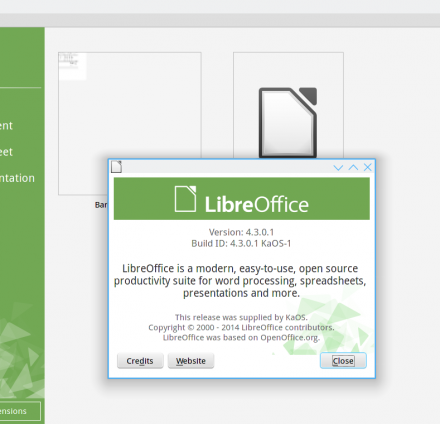 ent
eet
ntation
Bar
LibreOffice
Version: 4.3.0.1
Build ID: 4.3.0.1 KaOS-1
LibreOffice is a modern, easy-to-use, open source
productivity suite for word processing, spreadsheets,
presentations and more.
This release was supplied by KaOS.
Copyright © 2000 - 2014 LibreOffice contributors.
LibreOffice was based on OpenOffice.org.
Credits Website Close
ensions